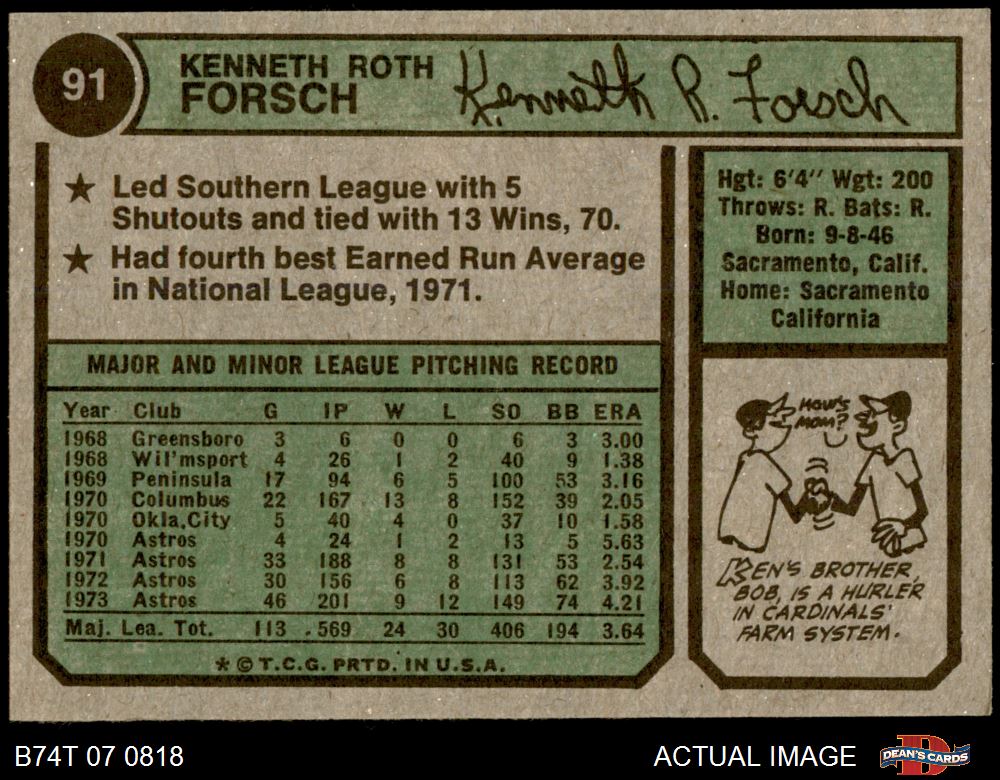 91
KENNETH ROTH
FORSCH
Kenneth R. Forsch
★ Led Southern League with 5
Shutouts and tied with 13 Wins, 70.
★ Had fourth best Earned Run Average
in National League, 1971.
Hgt: 6'4" Wgt: 200
Throws: R. Bats: R.
Born: 9-8-46
Sacramento, Calif.
Home: Sacramento
California
MAJOR AND MINOR LEAGUE PITCHING RECORD
Year Club G IP W L SO BB ERA
1968 Greensboro 3 6 0 0 6 3 3.00
1968 Wil'msport 4 26 1 2 40 9 1.38
1969 Peninsula 17 94 6 5 100 53 3.16
1970 Columbus 22 167 13 8 152 39 2.05
1970 Okla,City 5 40 4 0 37 10 1.58
1970 Astros 4 24 1 2 13 5 5.63
1971 Astros 33 188 8 8 131 53 2.54
1972 Astros 30 156 6 8 113 62 3.92
1973 Astros 46 201 9 12 149 74 4.21
Maj. Lea. Tot. 113 .569 24 30 406 194 3.64
* © T.C.G. PRTD. IN U.S.A.
HOW'S
MOM?
KEN'S BROTHER,
BOB, IS A HURLER
IN CARDINALS'
FARM SYSTEM.
B74T 07 0818
ACTUAL IMAGE
D
DEAN'S CARDS